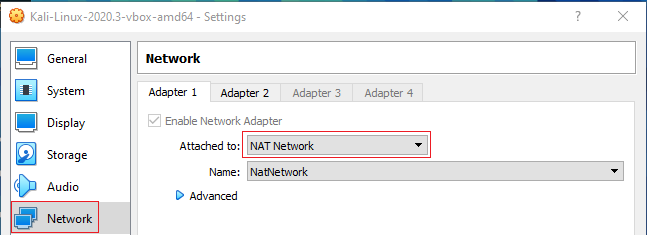 Kali-Linux-2020.3-vbox-amd64 - Settings
General
System
Display
Storage
Audio
Network
Network
Adapter 1 Adapter 2 Adapter 3 Adapter 4
Enable Network Adapter
Attached to: NAT Network
Name: NatNetwork
Advanced